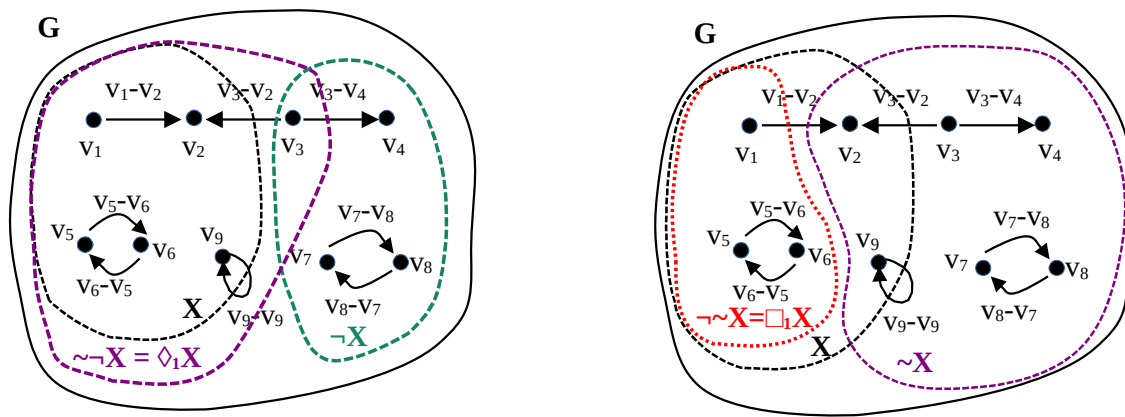 G
v₁-v₂ v₃-v₂ v₃-v₄
v₁ v₂ v₃ v₄
v₅-v₆ v₇-v₈
v₅ v₆ v₉ v₇ v₈
v₆-v₅ X v₉-v₉ v₈-v₇
~¬X = ◊₁X ¬X
G
v₁-v₂ v₃-v₂ v₃-v₄
v₁ v₂ v₃ v₄
v₅-v₆ v₇-v₈
v₅ v₆ v₉ v₇ v₈
v₆-v₅ v₉-v₉ v₈-v₇
¬~X=□₁X X ~X